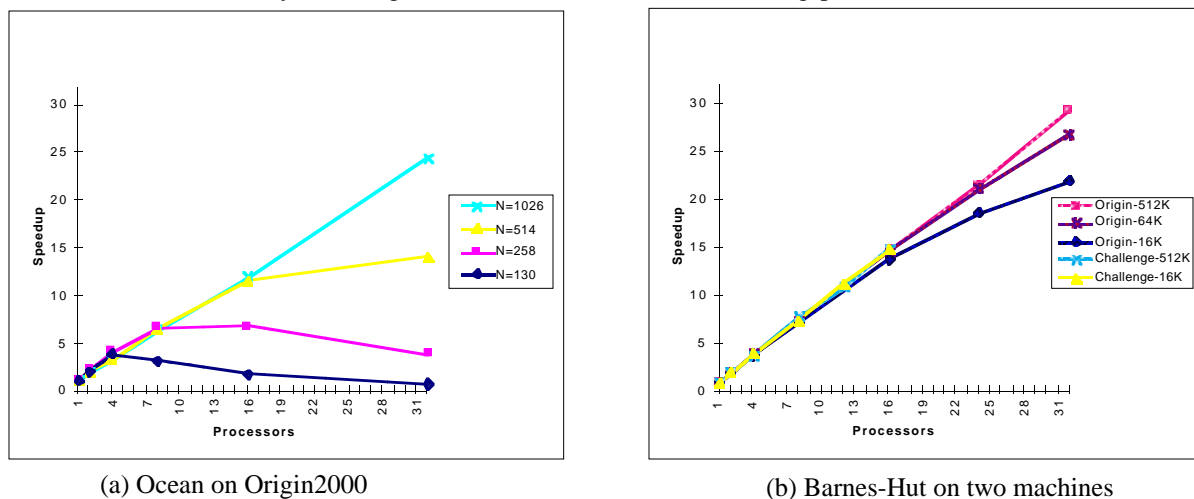 (a) Ocean on Origin2000
Speedup
30
25
20
15
10
5
0
1
4
7
10
13
16
19
22
25
28
31
Processors
N=1026
N=514
N=258
N=130
(b) Barnes-Hut on two machines
Speedup
30
25
20
15
10
5
0
1
4
7
10
13
16
19
22
25
28
31
Processors
Origin-512K
Origin-64K
Origin-16K
Challenge-512K
Challenge-16K